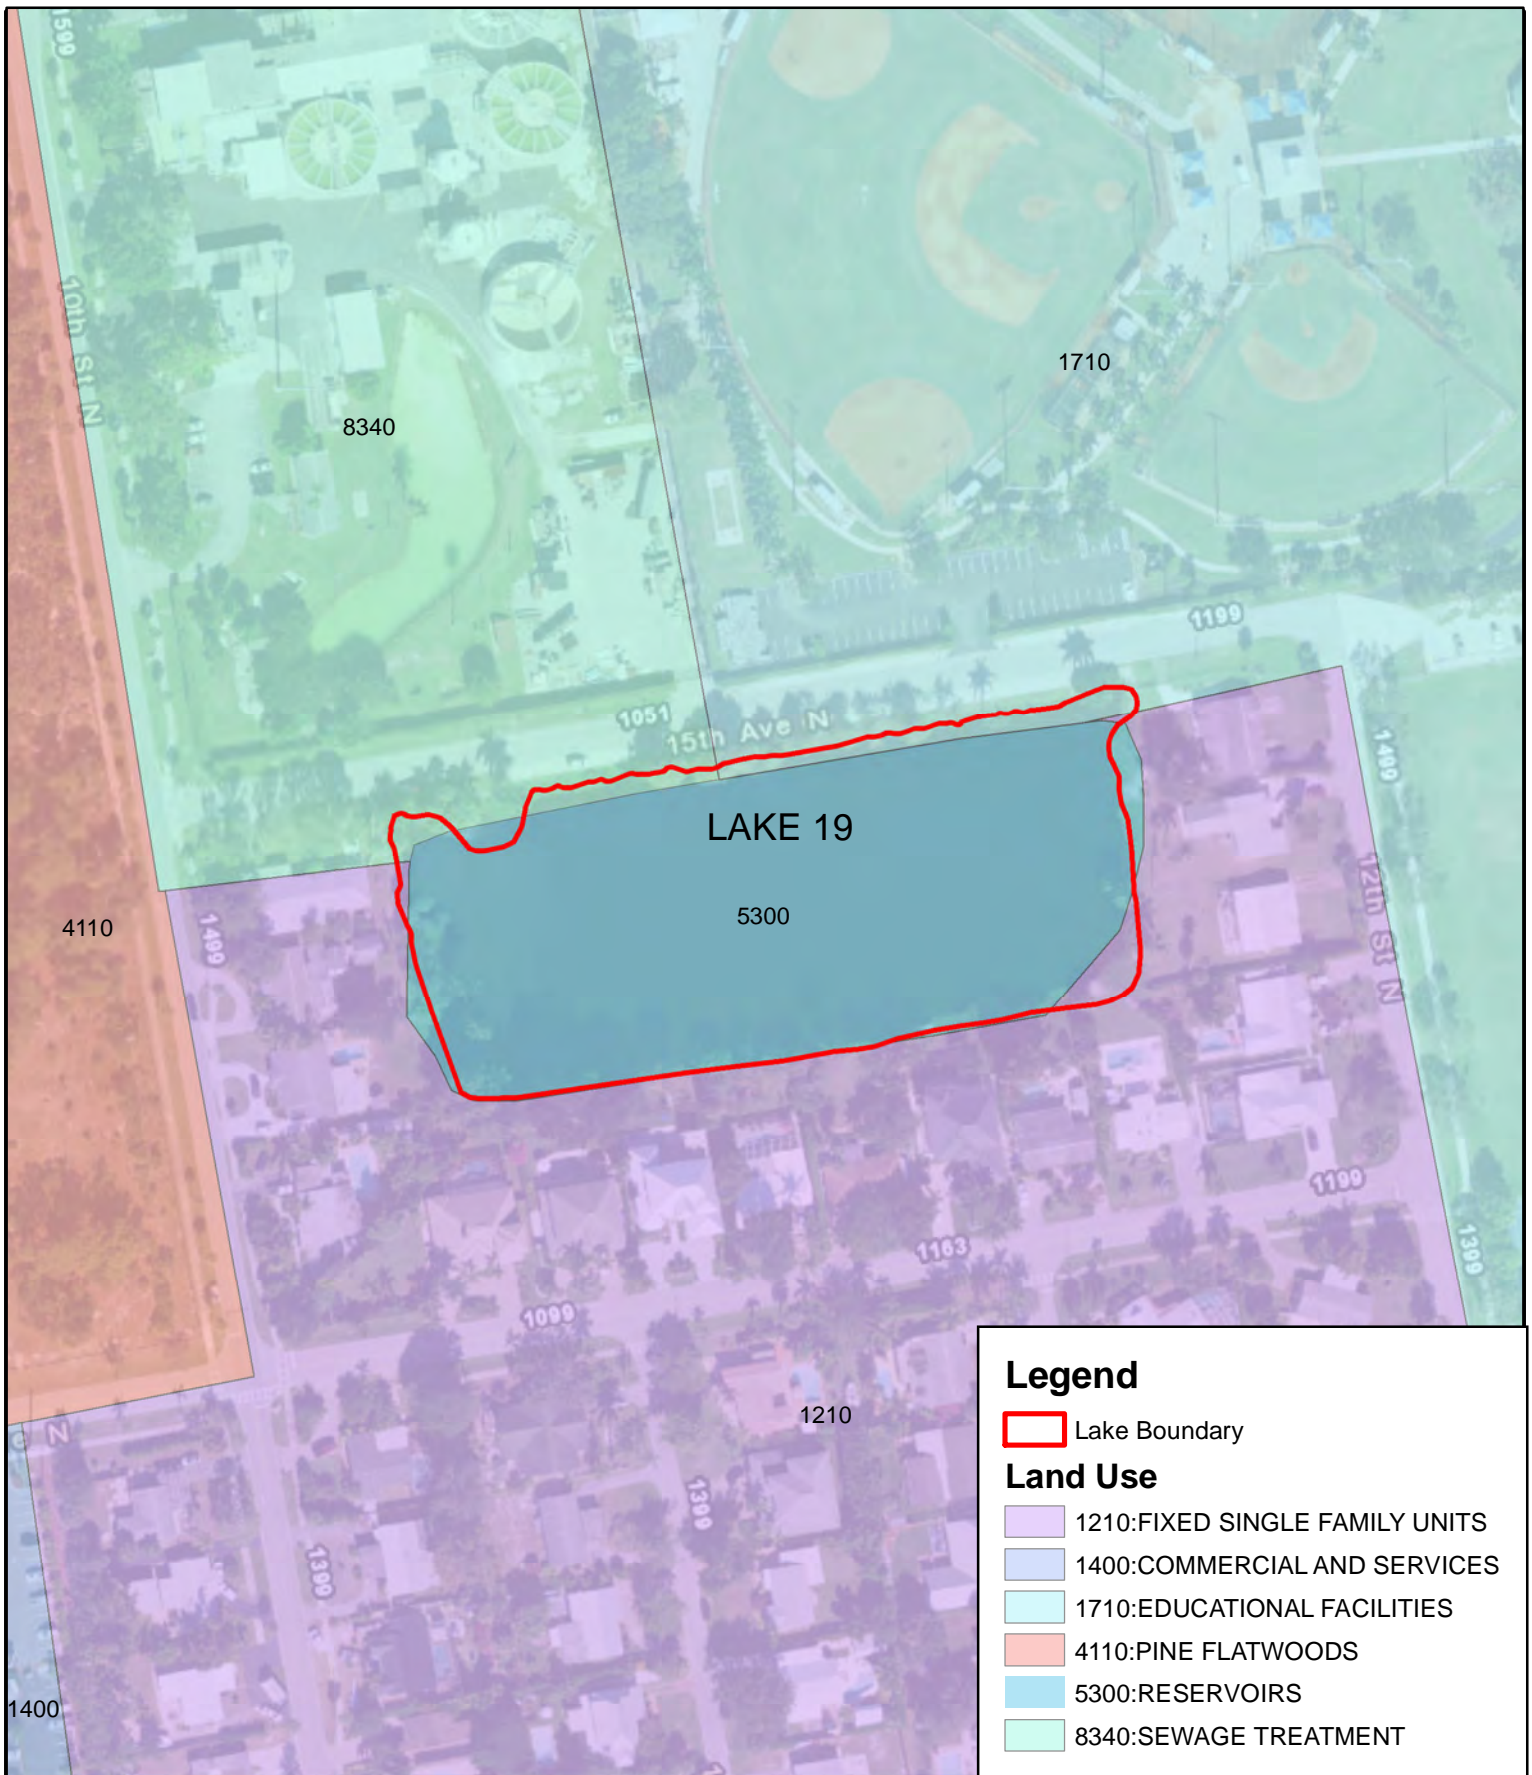 1599
10th St N
1710
8340
1199
1051
15th Ave N
1499
LAKE 19
5300
12th St N
4110
1499
1199
1399
1163
1099
1210
N
1399
1399
1400
Legend
Lake Boundary
Land Use
1210:FIXED SINGLE FAMILY UNITS
1400:COMMERCIAL AND SERVICES
1710:EDUCATIONAL FACILITIES
4110:PINE FLATWOODS
5300:RESERVOIRS
8340:SEWAGE TREATMENT